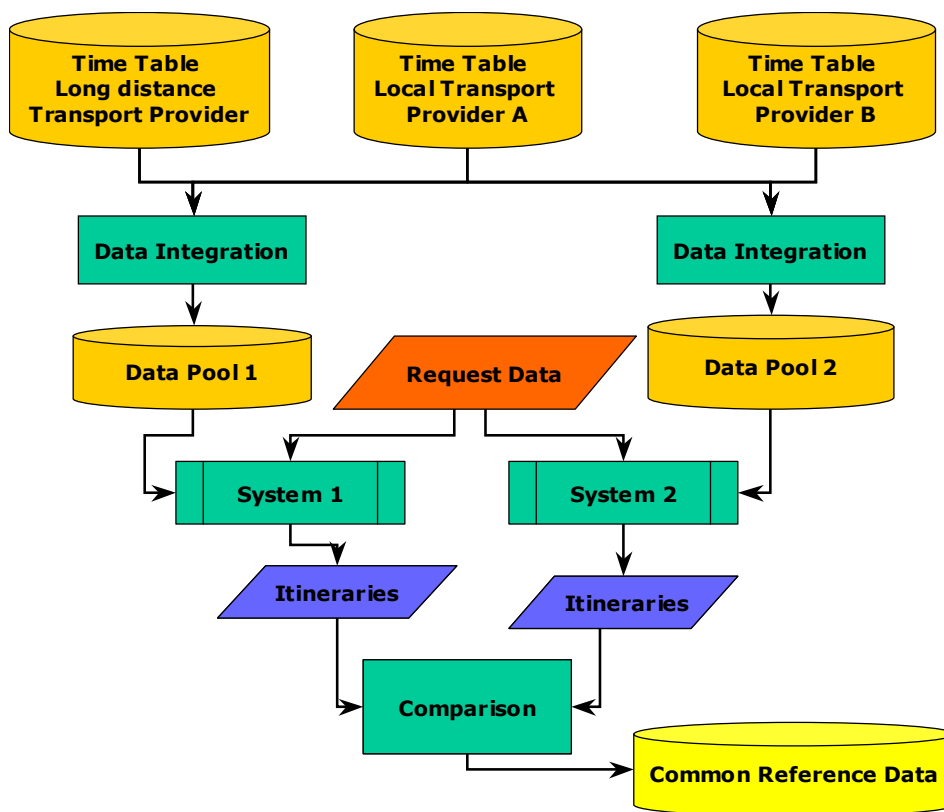 Time Table
Long distance
Transport Provider
Time Table
Local Transport
Provider A
Time Table
Local Transport
Provider B
Data Integration
Data Integration
Data Pool 1
Request Data
Data Pool 2
System 1
System 2
Itineraries
Itineraries
Comparison
Common Reference Data